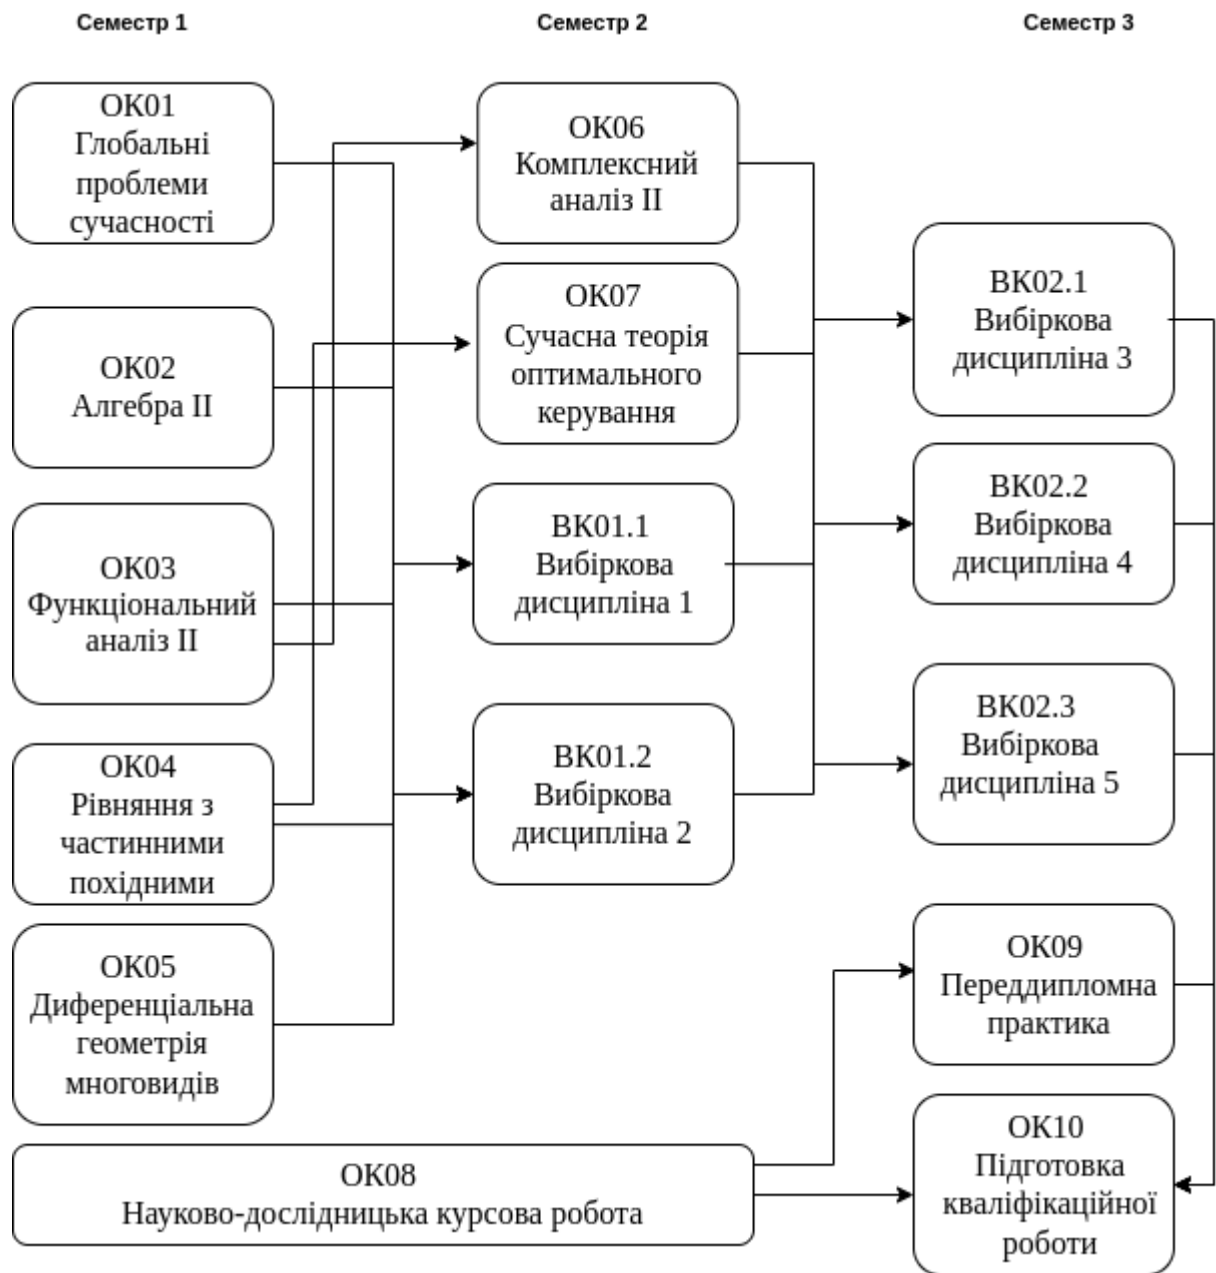 Семестр 1
Семестр 2
Семестр 3
ОК01
Глобальні
проблеми
сучасності
ОК02
Алгебра II
ОК03
Функціональний
аналіз II
ОК04
Рівняння з
частинними
похідними
ОК05
Диференціальна
геометрія
многовидів
ОК06
Комплексний
аналіз II
ОК07
Сучасна теорія
оптимального
керування
ВК01.1
Вибіркова
дисципліна 1
ВК01.2
Вибіркова
дисципліна 2
ОК08
Науково-дослідницька курсова робота
ВК02.1
Вибіркова
дисципліна 3
ВК02.2
Вибіркова
дисципліна 4
ВК02.3
Вибіркова
дисципліна 5
ОК09
Переддипломна
практика
ОК10
Підготовка
кваліфікаційної
роботи